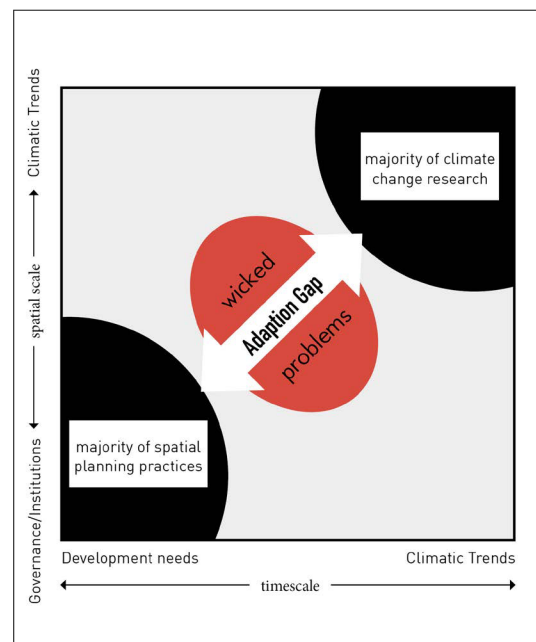 Climatic Trends
spatial scale
Governance/Institutions
majority of climate
change research
wicked
Adaption Gap
problems
majority of spatial
planning practices
Development needs
Climatic Trends
timescale